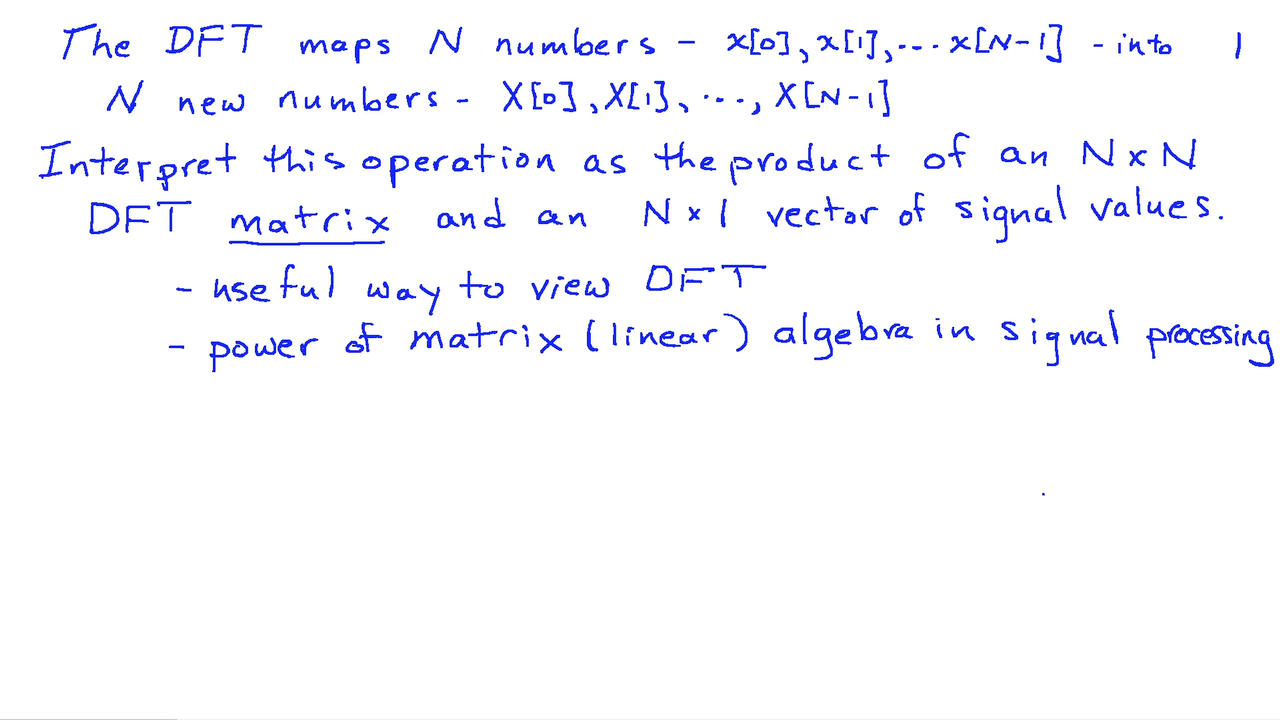 The DFT maps N numbers - x[0], x[1],... x[N-1] - into 1
N new numbers - X[0], X[1], ..., X[N-1]
Interpret this operation as the product of an N x N
DFT matrix and an N x 1 vector of signal values.
- useful way to view DFT
- power of matrix (linear) algebra in signal processing